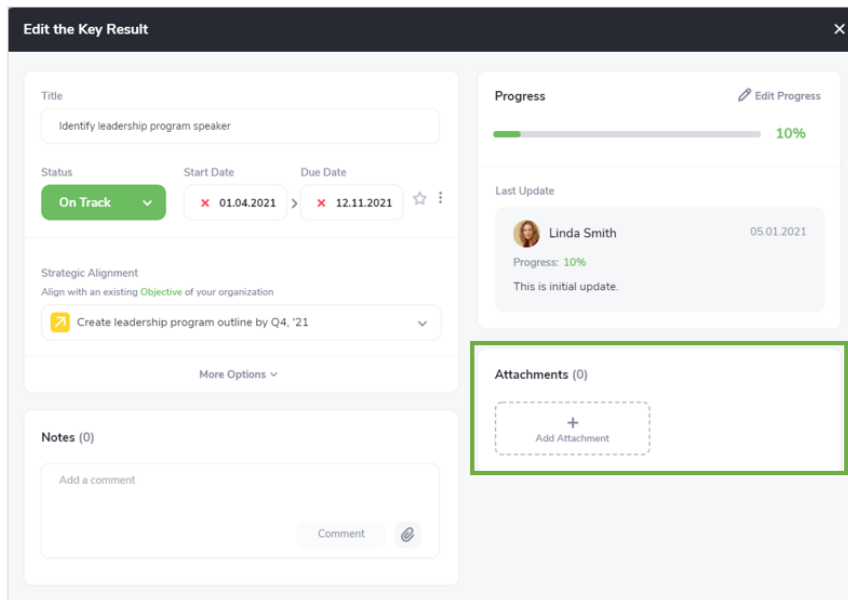 Edit the Key Result
Title
Identify leadership program speaker
Status
Start Date
Due Date
On Track
01.04.2021
12.11.2021
Strategic Alignment
Align with an existing Objective of your organization
Create leadership program outline by Q4, '21
More Options
Notes (0)
Add a comment
Comment
Progress
Edit Progress
10%
Last Update
Linda Smith
05.01.2021
Progress: 10%
This is initial update.
Attachments (0)
Add Attachment